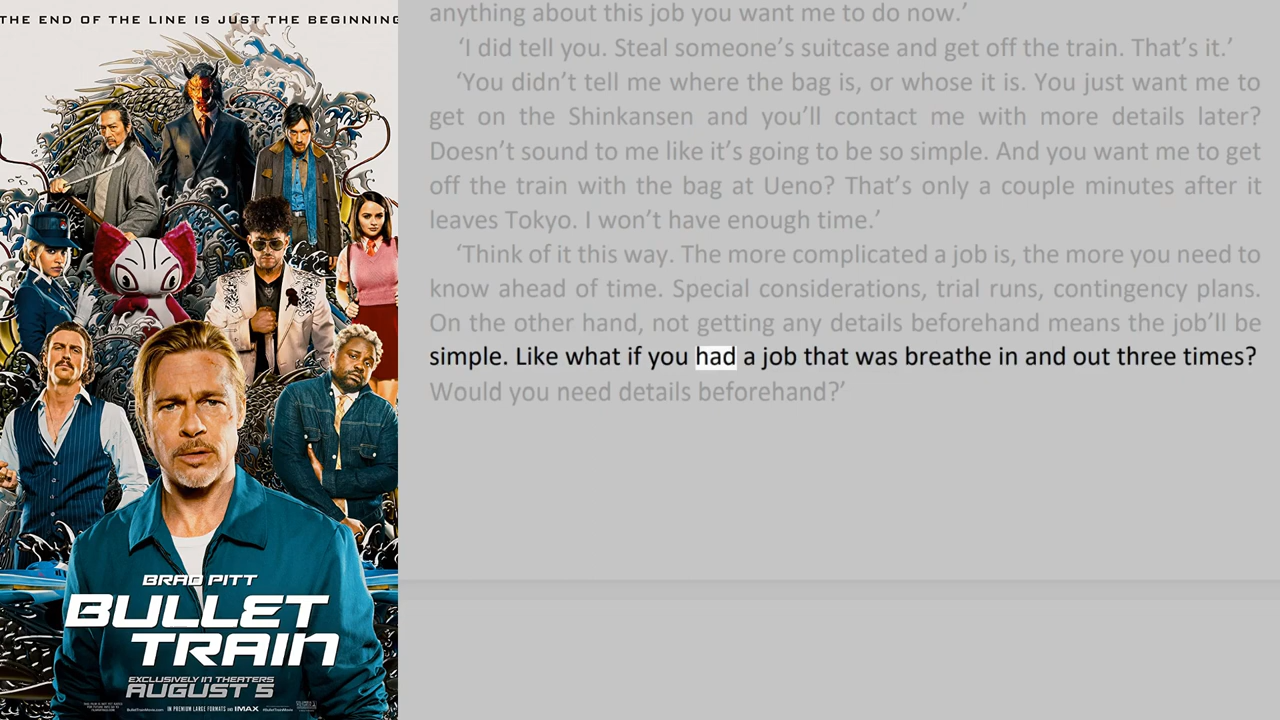 THE END OF THE LINE IS JUST THE BEGINNING
BRAD PITT
BULLET
TRAIN
EXCLUSIVELY IN THEATERS
AUGUST 5
BulletTrainMovie.com
IN PREMIUM LARGE FORMATS AND IMAX
#BulletTrainMovie
anything about this job you want me to do now.’
‘I did tell you. Steal someone’s suitcase and get off the train. That’s it.’
‘You didn’t tell me where the bag is, or whose it is. You just want me to
get on the Shinkansen and you’ll contact me with more details later?
Doesn’t sound to me like it’s going to be so simple. And you want me to get
off the train with the bag at Ueno? That’s only a couple minutes after it
leaves Tokyo. I won’t have enough time.’
‘Think of it this way. The more complicated a job is, the more you need to
know ahead of time. Special considerations, trial runs, contingency plans.
On the other hand, not getting any details beforehand means the job’ll be
simple. Like what if you had a job that was breathe in and out three times?
Would you need details beforehand?’